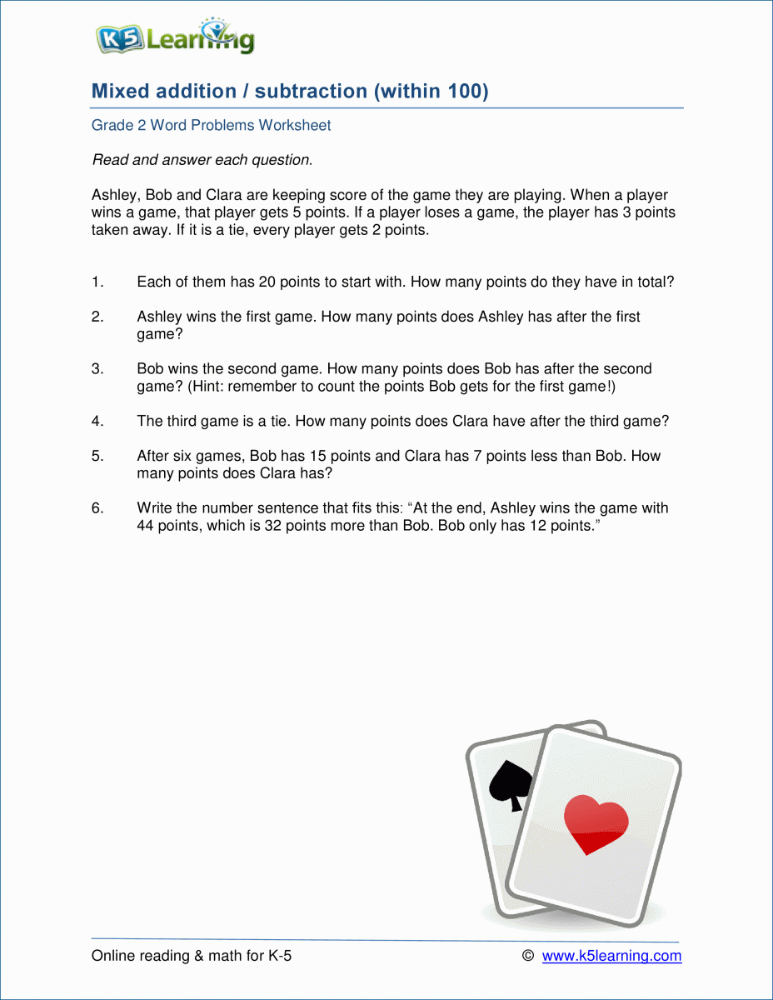 K5 Learning
Mixed addition / subtraction (within 100)
Grade 2 Word Problems Worksheet
Read and answer each question.
Ashley, Bob and Clara are keeping score of the game they are playing. When a player
wins a game, that player gets 5 points. If a player loses a game, the player has 3 points
taken away. If it is a tie, every player gets 2 points.
1. Each of them has 20 points to start with. How many points do they have in total?
2. Ashley wins the first game. How many points does Ashley has after the first
game?
3. Bob wins the second game. How many points does Bob has after the second
game? (Hint: remember to count the points Bob gets for the first game!)
4. The third game is a tie. How many points does Clara have after the third game?
5. After six games, Bob has 15 points and Clara has 7 points less than Bob. How
many points does Clara has?
6. Write the number sentence that fits this: “At the end, Ashley wins the game with
44 points, which is 32 points more than Bob. Bob only has 12 points.”
Online reading & math for K-5 © www.k5learning.com